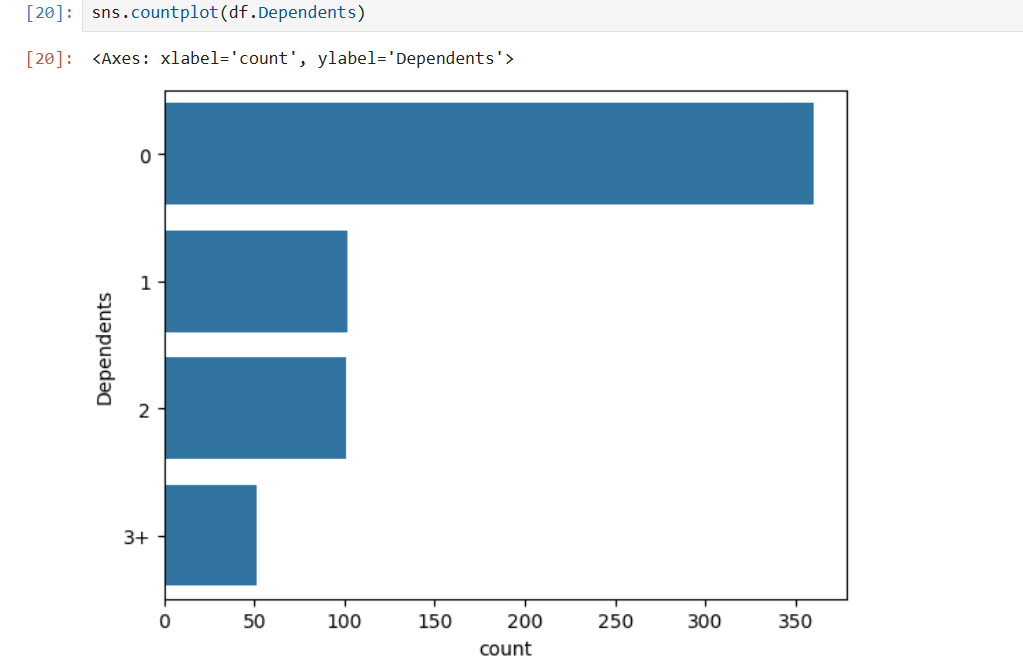 [20]: sns.countplot(df.Dependents)
[20]: <Axes: xlabel='count', ylabel='Dependents'>
Dependents
0
1
2
3+
0 50 100 150 200 250 300 350
count